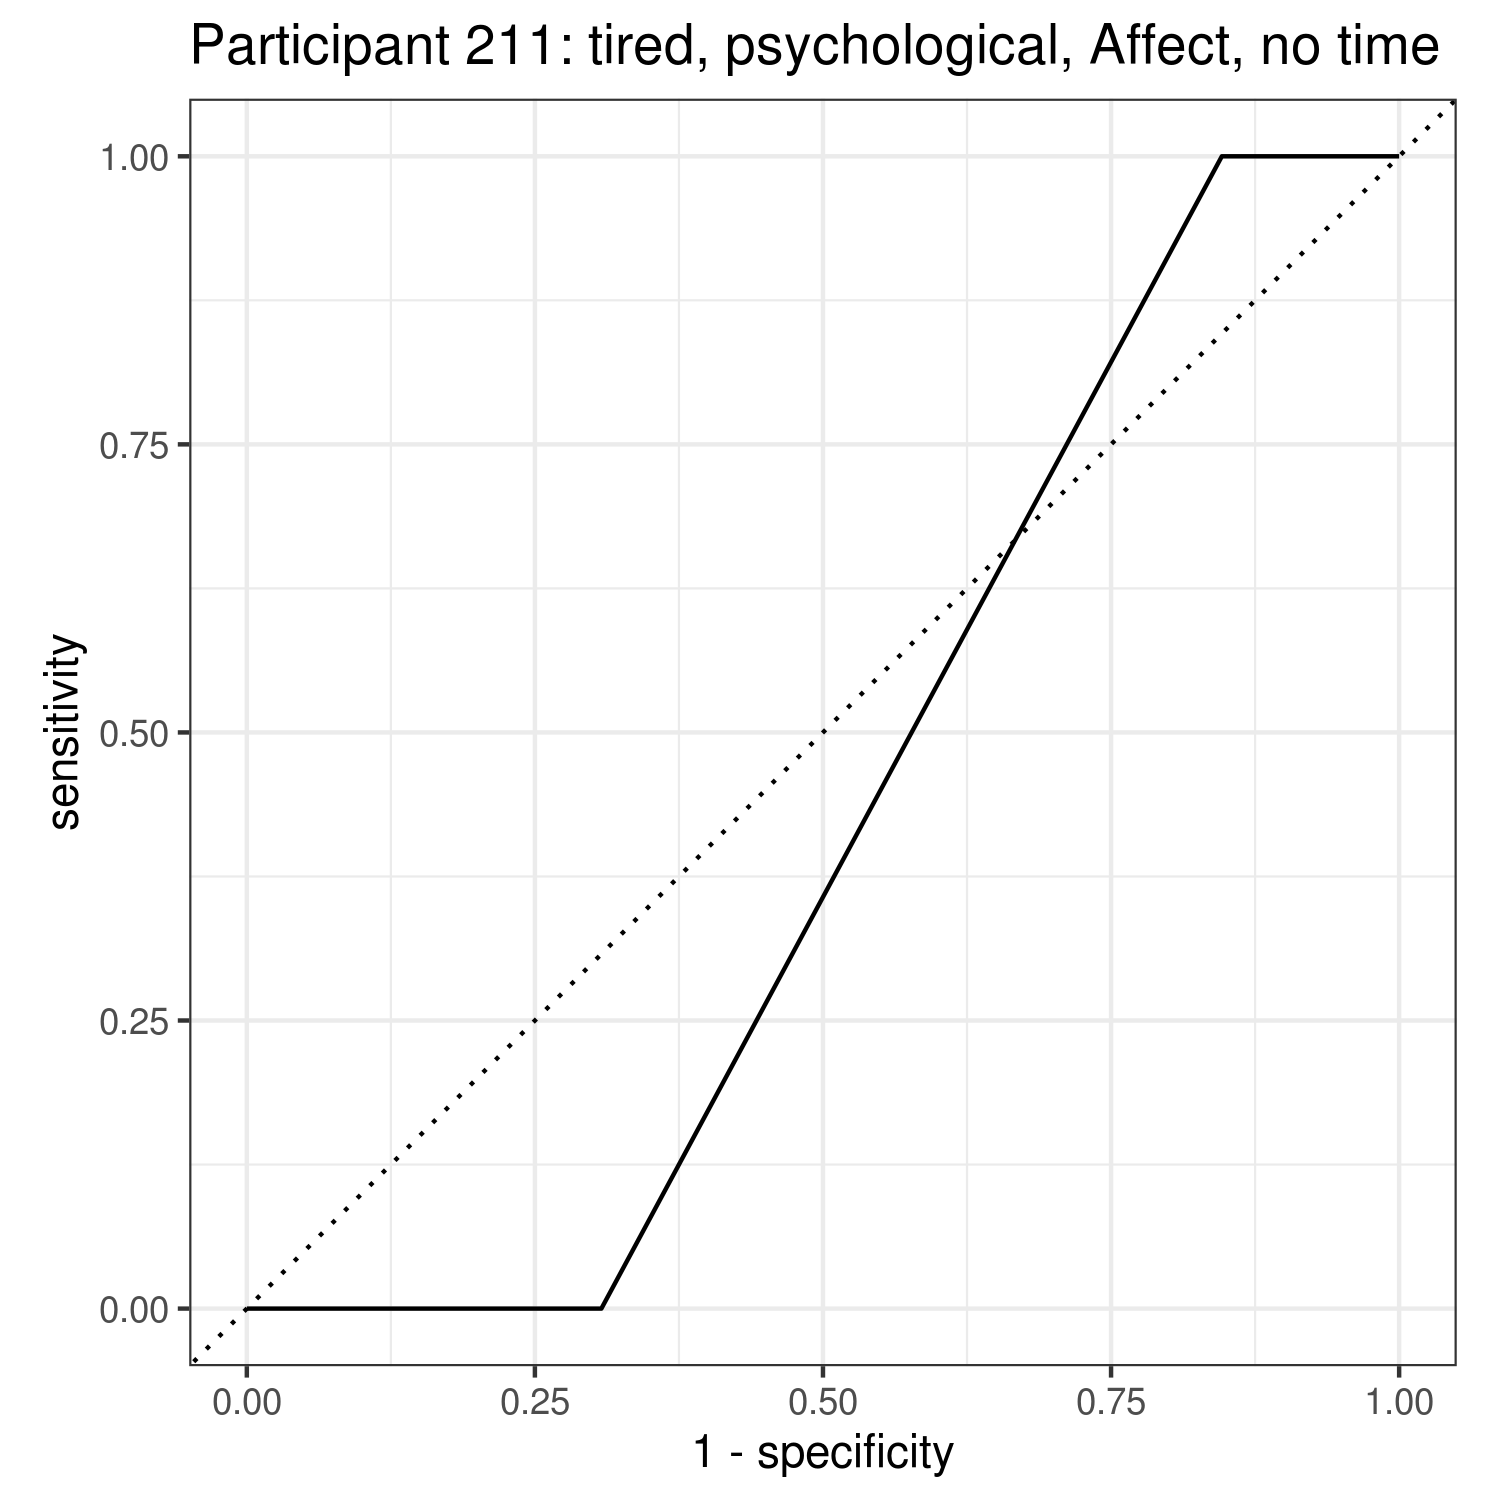 Participant 211: tired, psychological, Affect, no time
1.00
0.75
0.50
0.25
0.00
sensitivity
0.00 0.25 0.50 0.75 1.00
1 - specificity